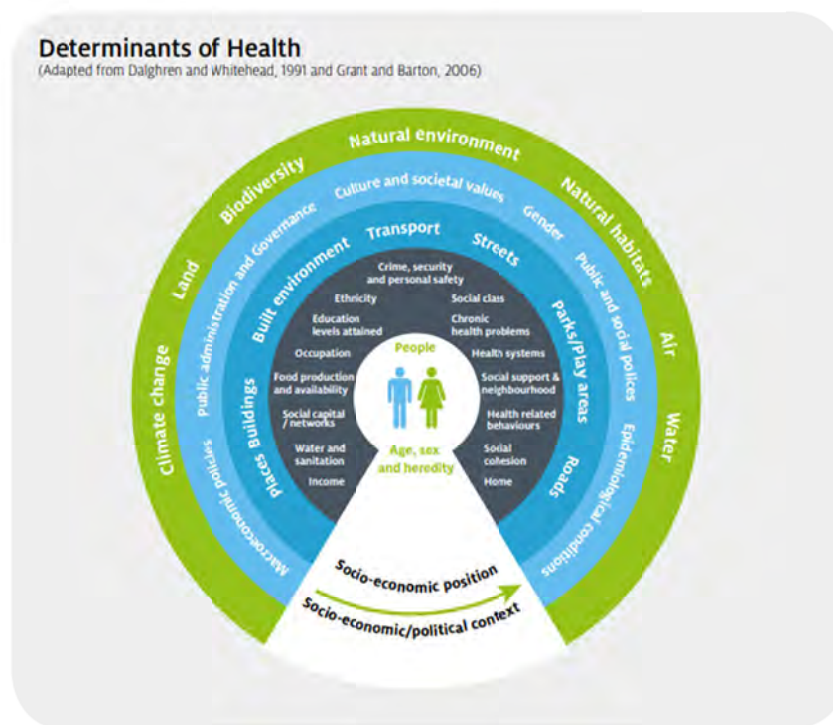 Determinants of Health
(Adapted from Dalghren and Whitehead, 1991 and Grant and Barton, 2006)
Climate change
Land
Biodiversity
Natural environment
Natural habitats
Air
Water
Macroeconomic policies
Public administration and Governance
Culture and societal values
Gender
Public and social polices
Epidemiological conditions
Places
Buildings
Built environment
Transport
Streets
Parks/Play areas
Roads
Crime, security
and personal safety
Ethnicity
Education
levels attained
Occupation
Food production
and availability
Social capital
/ networks
Water and
sanitation
Income
Social class
Chronic
health problems
Health systems
Social support &
neighbourhood
Health related
behaviours
Social
cohesion
Home
People
Age, sex
and heredity
Socio-economic position
Socio-economic/political context